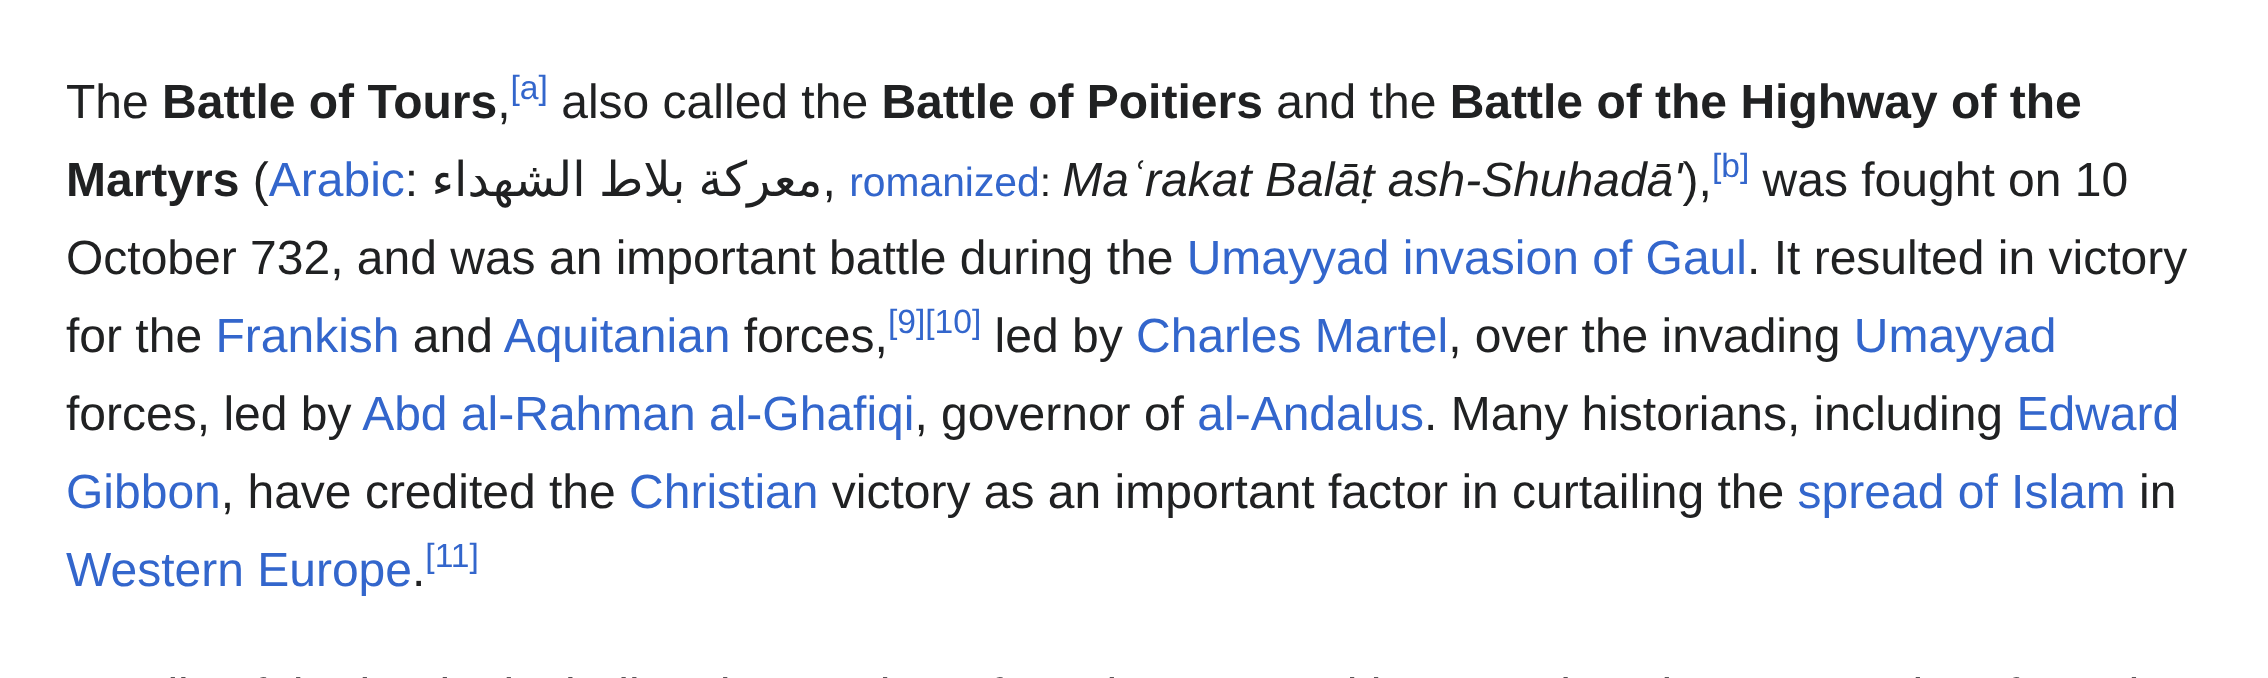 The Battle of Tours,[a] also called the Battle of Poitiers and the Battle of the Highway of the
Martyrs (Arabic: معركة بلاط الشهداء, romanized: Maʿrakat Balāṭ ash-Shuhadā'),[b] was fought on 10
October 732, and was an important battle during the Umayyad invasion of Gaul. It resulted in victory
for the Frankish and Aquitanian forces,[9][10] led by Charles Martel, over the invading Umayyad
forces, led by Abd al-Rahman al-Ghafiqi, governor of al-Andalus. Many historians, including Edward
Gibbon, have credited the Christian victory as an important factor in curtailing the spread of Islam in
Western Europe.[11]